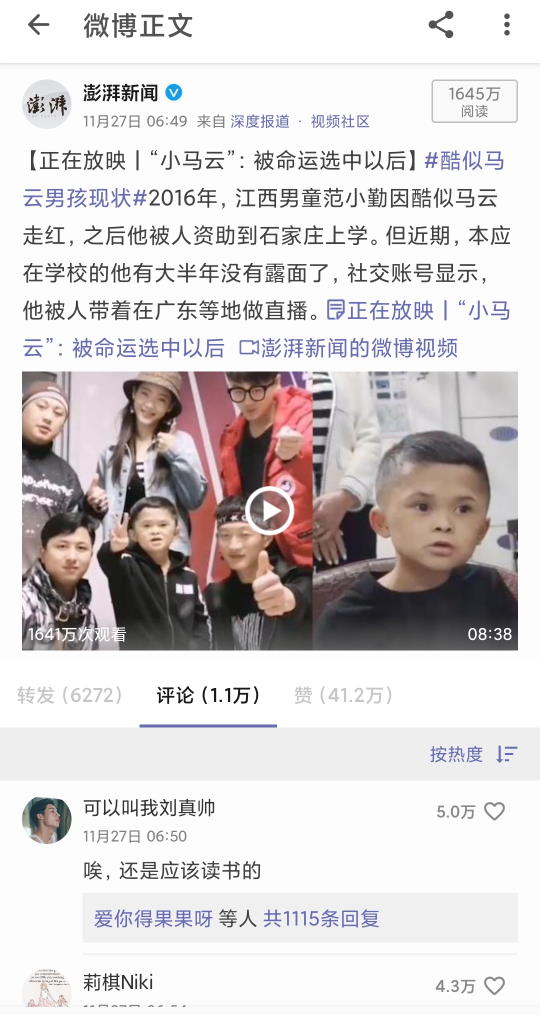 微博正文
澎湃
澎湃新闻
11月27日 06:49 来自 深度报道 · 视频社区
1645万
阅读
【正在放映丨“小马云”：被命运选中以后】#酷似马
云男孩现状#2016年，江西男童范小勤因酷似马云
走红，之后他被人资助到石家庄上学。但近期，本应
在学校的他有大半年没有露面了，社交账号显示，
他被人带着在广东等地做直播。正在放映丨“小马
云”：被命运选中以后 澎湃新闻的微博视频
1641万次观看
08:38
转发（6272） 评论（1.1万） 赞（41.2万）
按热度
可以叫我刘真帅
5.0万
11月27日 06:50
唉，还是应该读书的
爱你得果果呀 等人 共1115条回复
莉棋Niki
4.3万